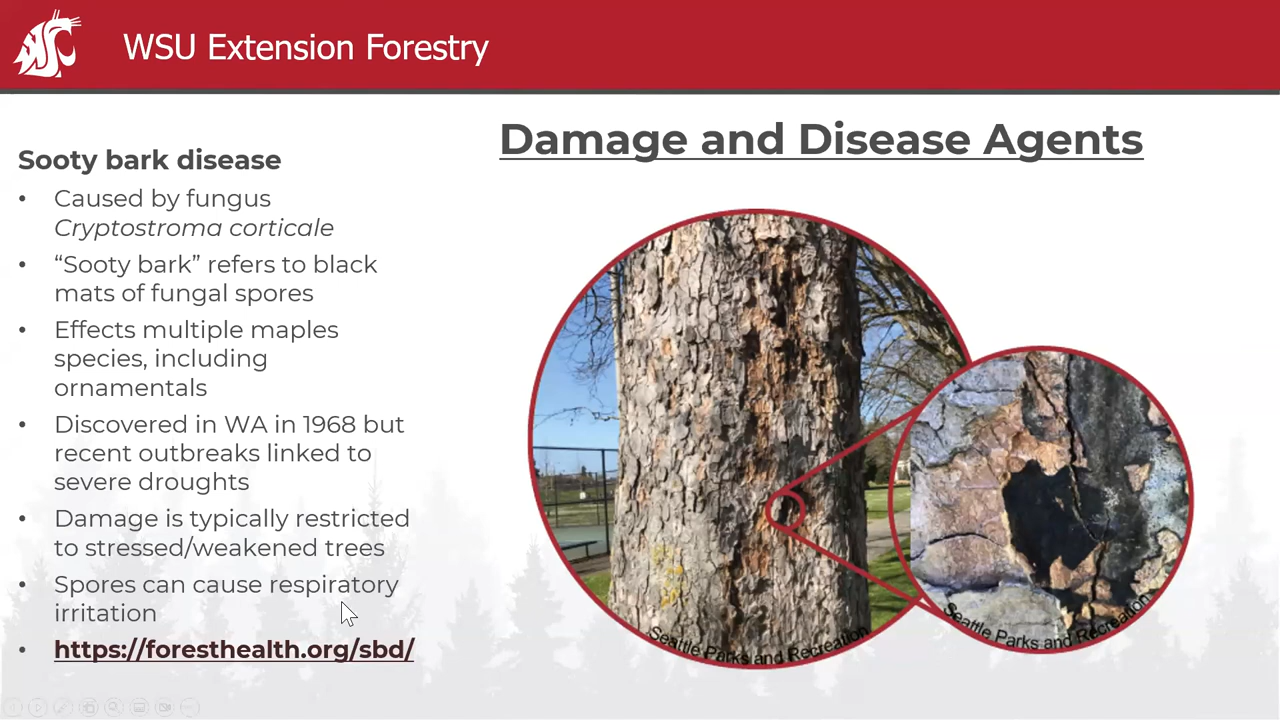 WSU Extension Forestry
Damage and Disease Agents
Sooty bark disease
• Caused by fungus
Cryptostroma corticale
• “Sooty bark” refers to black
mats of fungal spores
• Effects multiple maples
species, including
ornamentals
• Discovered in WA in 1968 but
recent outbreaks linked to
severe droughts
• Damage is typically restricted
to stressed/weakened trees
• Spores can cause respiratory
irritation
• https://foresthealth.org/sbd/
Seattle Parks and Recreation
Seattle Parks and Recreation